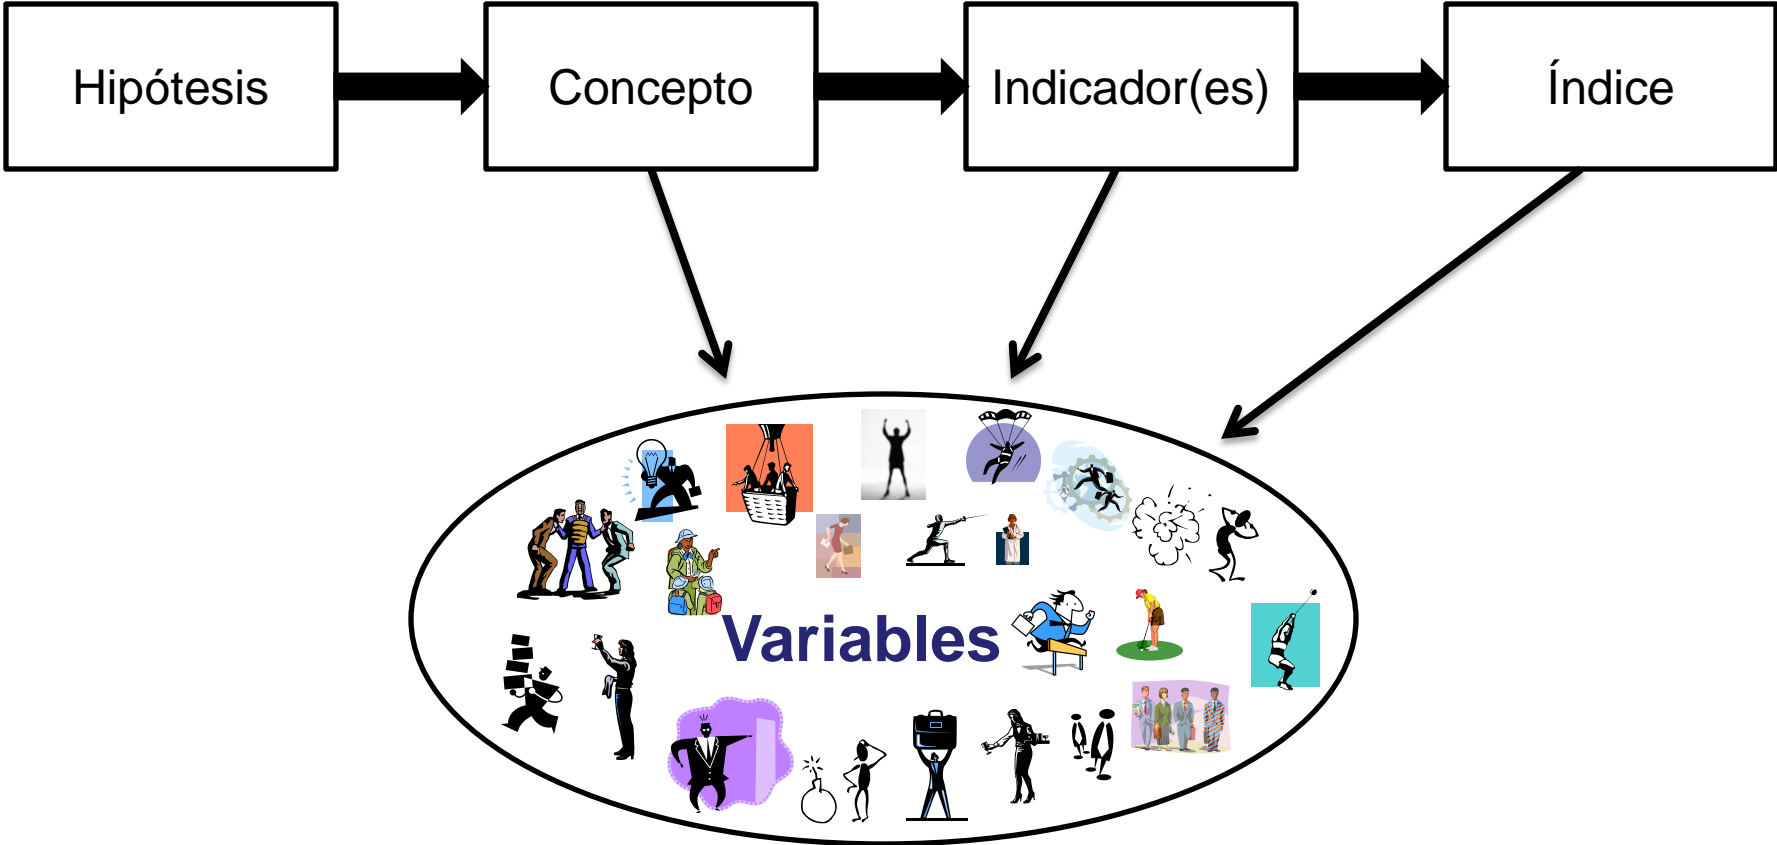 Hipótesis
Concepto
Indicador(es)
Índice
Variables